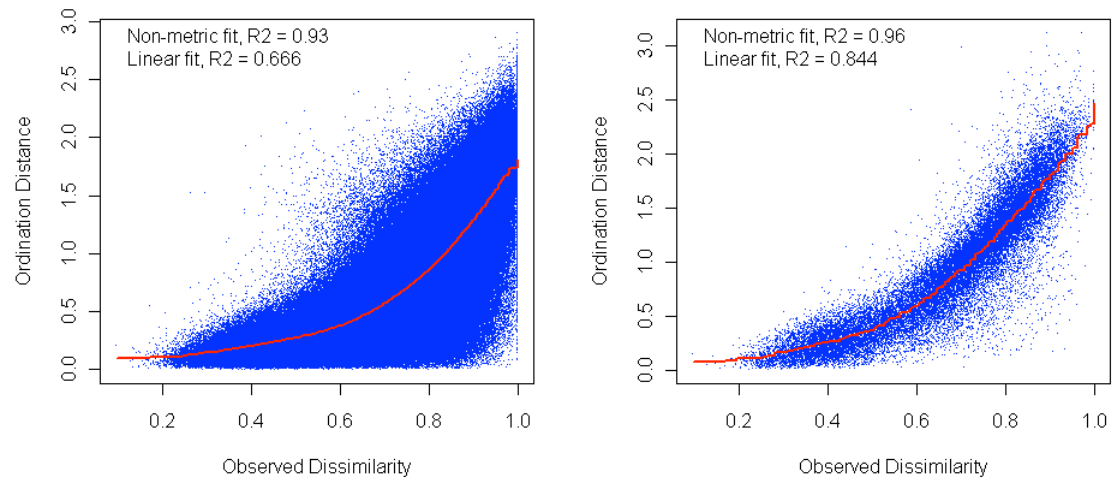 Non-metric fit, R2 = 0.93
Linear fit, R2 = 0.666
Ordination Distance
3.0
2.5
2.0
1.5
1.0
0.5
0.0
0.2 0.4 0.6 0.8 1.0
Observed Dissimilarity
Non-metric fit, R2 = 0.96
Linear fit, R2 = 0.844
Ordination Distance
3.0
2.5
2.0
1.5
1.0
0.5
0.0
0.2 0.4 0.6 0.8 1.0
Observed Dissimilarity